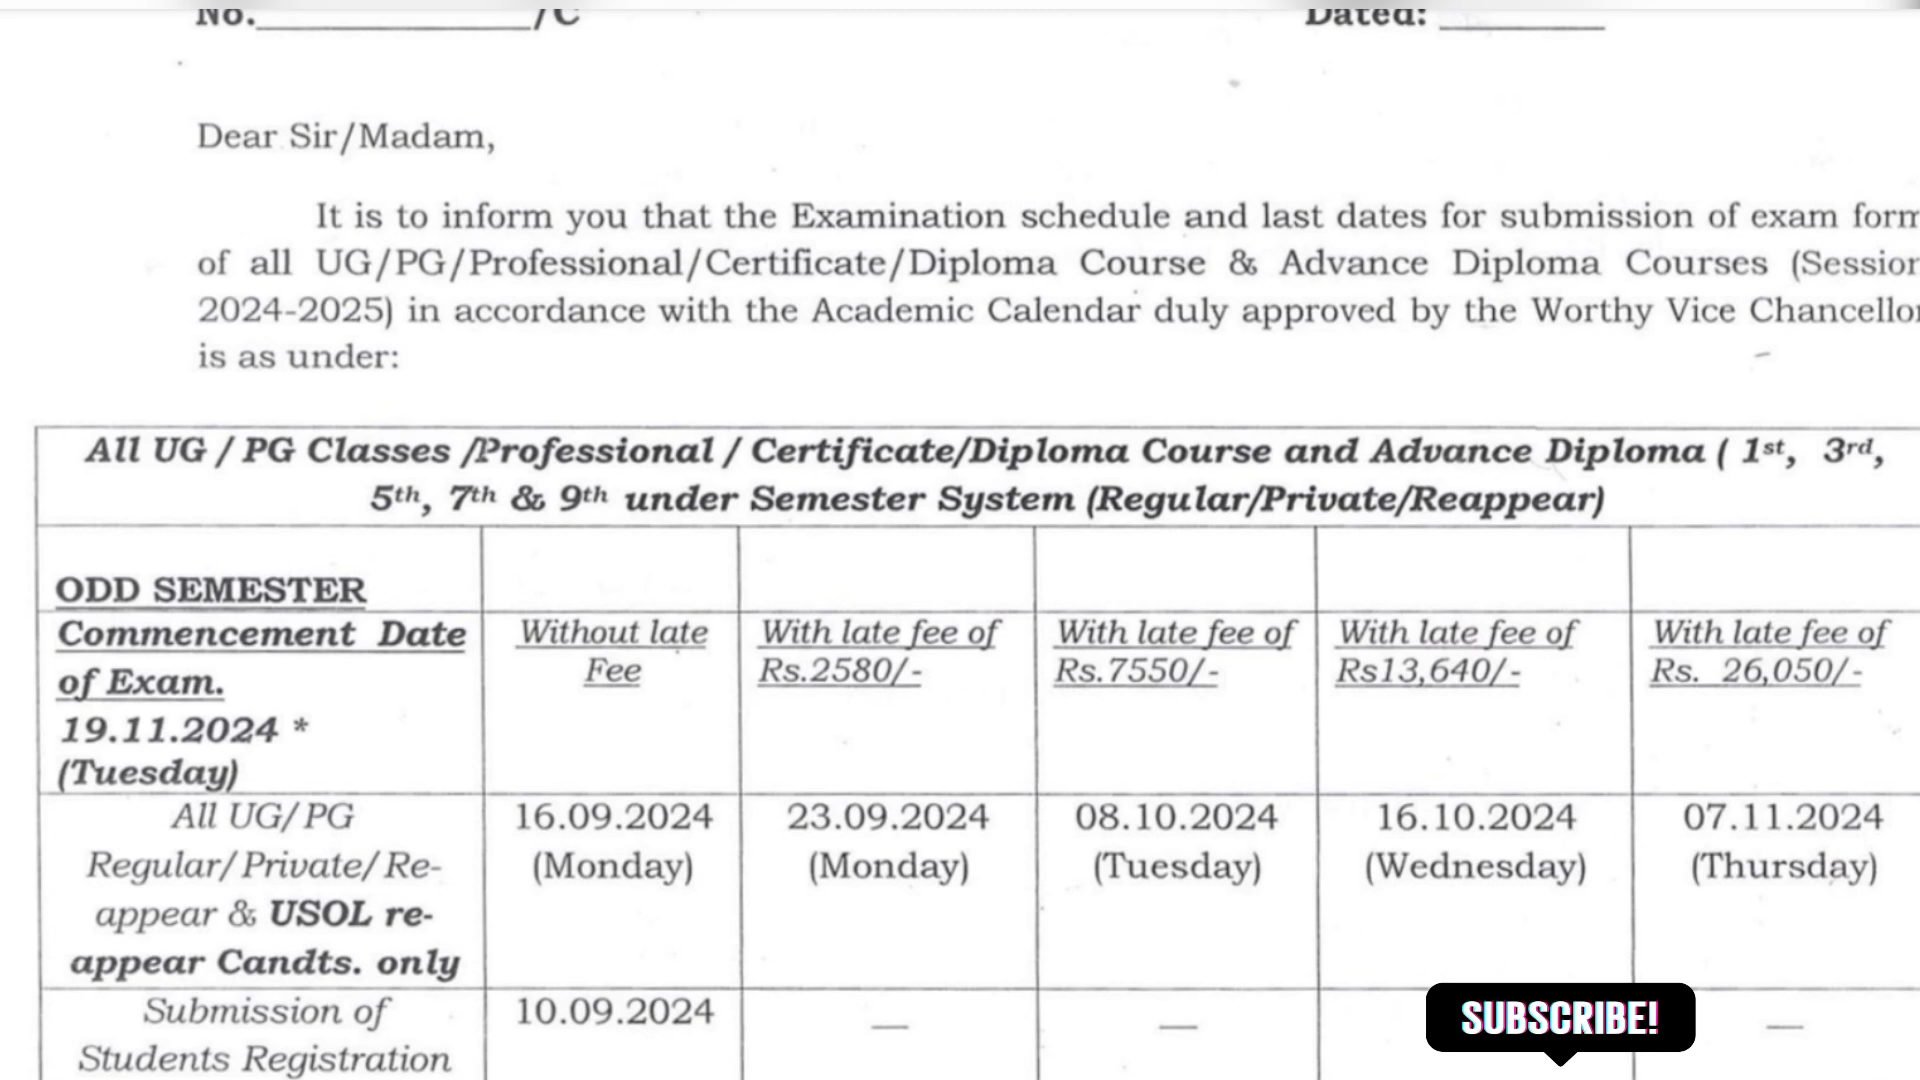 No.______________/C Dated: _________
Dear Sir/Madam,
It is to inform you that the Examination schedule and last dates for submission of exam form
of all UG/PG/Professional/Certificate/Diploma Course & Advance Diploma Courses (Session
2024-2025) in accordance with the Academic Calendar duly approved by the Worthy Vice Chancellor
is as under:
All UG / PG Classes /Professional / Certificate/Diploma Course and Advance Diploma ( 1st, 3rd,
5th, 7th & 9th under Semester System (Regular/Private/Reappear)
ODD SEMESTER
Commencement Date
of Exam.
19.11.2024 *
(Tuesday)
Without late
Fee
With late fee of
Rs.2580/-
With late fee of
Rs.7550/-
With late fee of
Rs13,640/-
With late fee of
Rs. 26,050/-
All UG/PG
Regular/Private/Re-
appear & USOL re-
appear Candts. only
16.09.2024
(Monday)
23.09.2024
(Monday)
08.10.2024
(Tuesday)
16.10.2024
(Wednesday)
07.11.2024
(Thursday)
Submission of
Students Registration
10.09.2024
—
—
—
SUBSCRIBE!